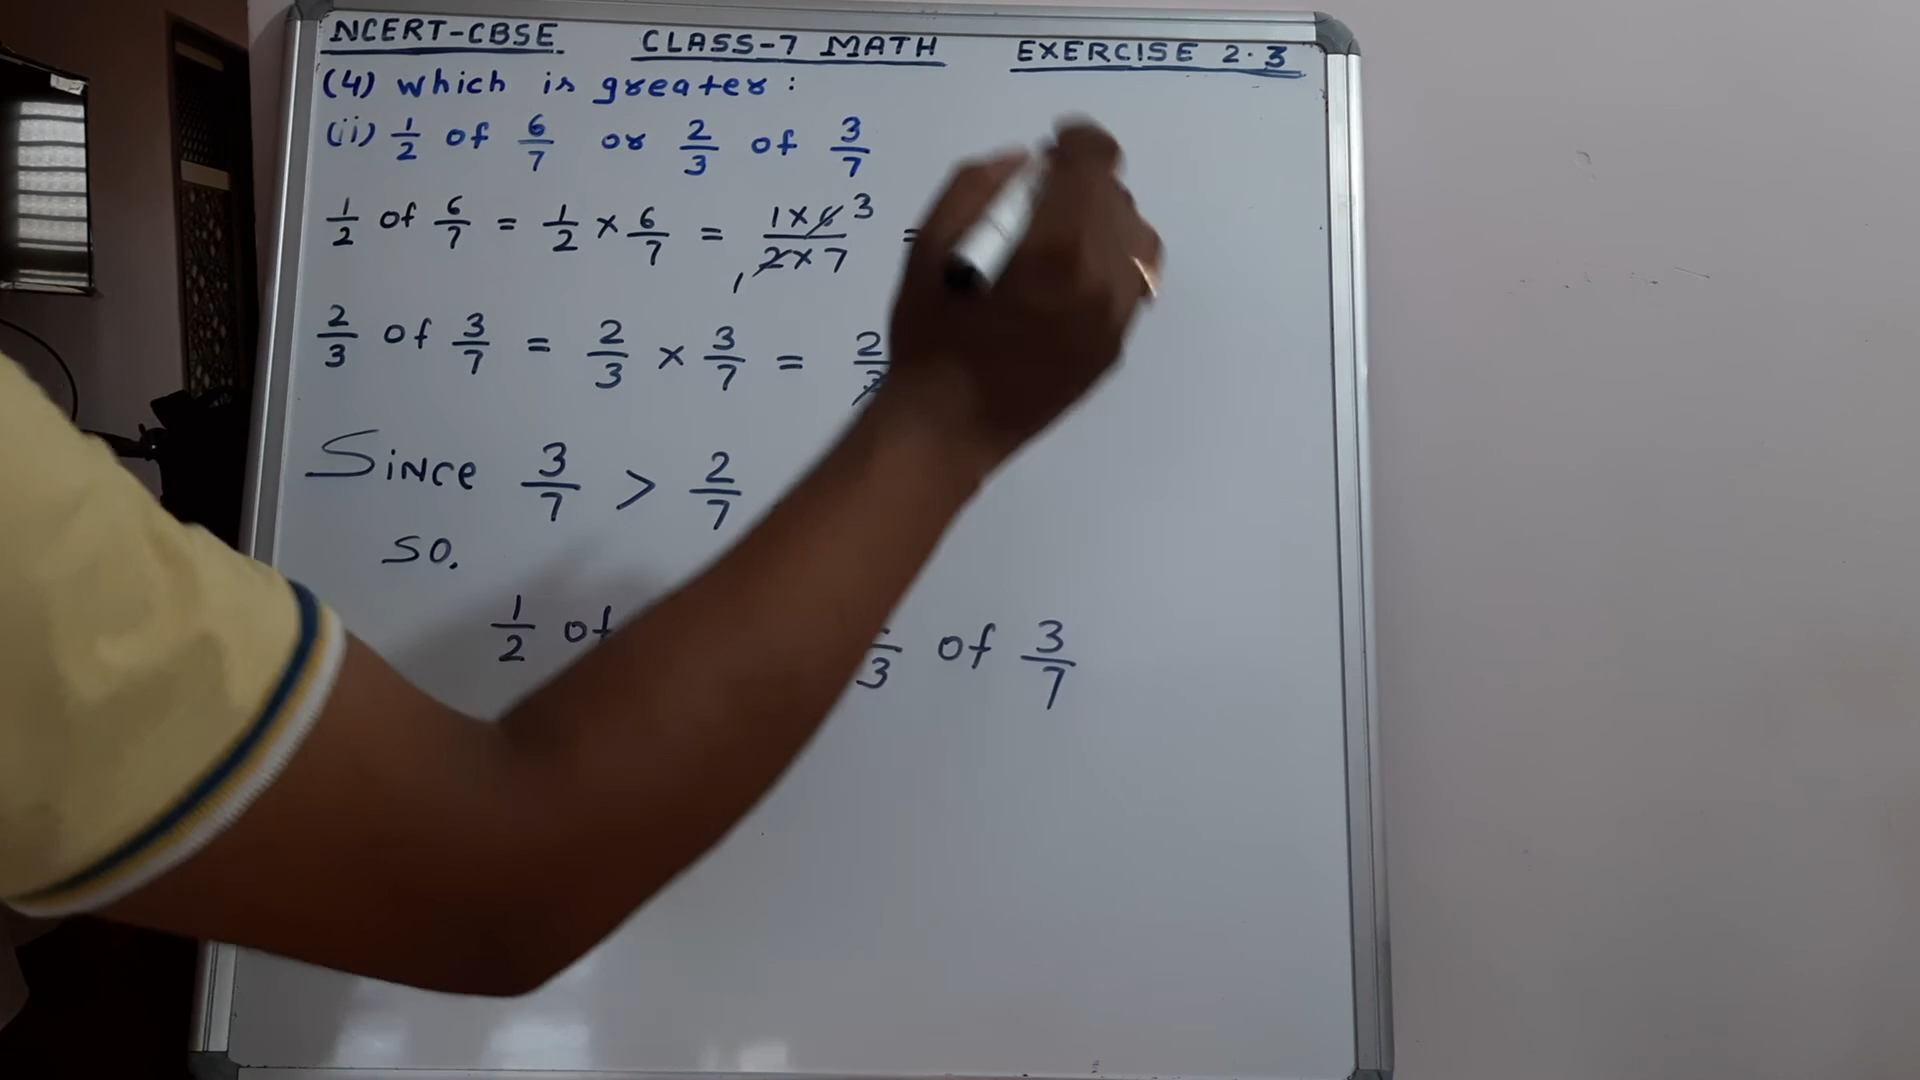 NCERT-CBSE CLASS-7 MATH EXERCISE 2.3
(4) which is greater:
(ii) 1/2 of 6/7 or 2/3 of 3/7
1/2 of 6/7 = 1/2 × 6/7 = 1×6 3/2×7 1 =
2/3 of 3/7 = 2/3 × 3/7 = 2/3
Since 3/7 > 2/7
so.
1/2 of 3 of 3/7